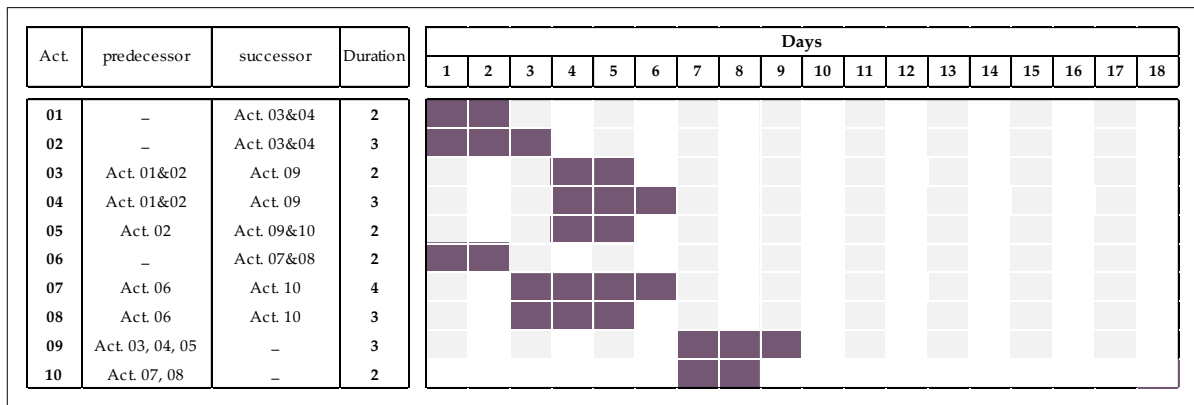 Act. predecessor successor Duration Days
1 2 3 4 5 6 7 8 9 10 11 12 13 14 15 16 17 18
01 – Act. 03&04 2
02 – Act. 03&04 3
03 Act. 01&02 Act. 09 2
04 Act. 01&02 Act. 09 3
05 Act. 02 Act. 09&10 2
06 – Act. 07&08 2
07 Act. 06 Act. 10 4
08 Act. 06 Act. 10 3
09 Act. 03, 04, 05 – 3
10 Act. 07, 08 – 2